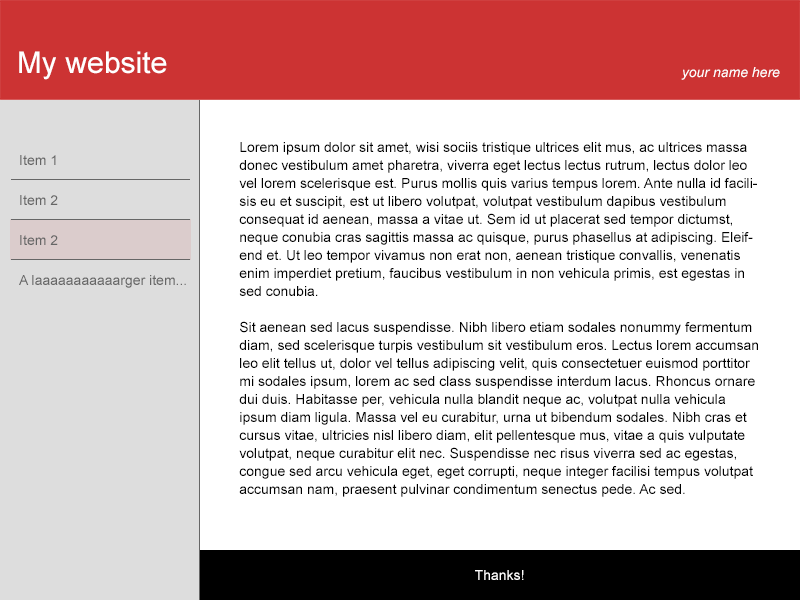 My website
your name here
Item 1
Item 2
Item 2
A laaaaaaaaaaarger item...
Lorem ipsum dolor sit amet, wisi sociis tristique ultrices elit mus, ac ultrices massa
donec vestibulum amet pharetra, viverra eget lectus lectus rutrum, lectus dolor leo
vel lorem scelerisque est. Purus mollis quis varius tempus lorem. Ante nulla id facili-
sis eu et suscipit, est ut libero volutpat, volutpat vestibulum dapibus vestibulum
consequat id aenean, massa a vitae ut. Sem id ut placerat sed tempor dictumst,
neque conubia cras sagittis massa ac quisque, purus phasellus at adipiscing. Eleif-
end et. Ut leo tempor vivamus non erat non, aenean tristique convallis, venenatis
enim imperdiet pretium, faucibus vestibulum in non vehicula primis, est egestas in
sed conubia.
Sit aenean sed lacus suspendisse. Nibh libero etiam sodales nonummy fermentum
diam, sed scelerisque turpis vestibulum sit vestibulum eros. Lectus lorem accumsan
leo elit tellus ut, dolor vel tellus adipiscing velit, quis consectetuer euismod porttitor
mi sodales ipsum, lorem ac sed class suspendisse interdum lacus. Rhoncus ornare
dui duis. Habitasse per, vehicula nulla blandit neque ac, volutpat nulla vehicula
ipsum diam ligula. Massa vel eu curabitur, urna ut bibendum sodales. Nibh cras et
cursus vitae, ultricies nisl libero diam, elit pellentesque mus, vitae a quis vulputate
volutpat, neque curabitur elit nec. Suspendisse nec risus viverra sed ac egestas,
congue sed arcu vehicula eget, eget corrupti, neque integer facilisi tempus volutpat
accumsan nam, praesent pulvinar condimentum senectus pede. Ac sed.
Thanks!